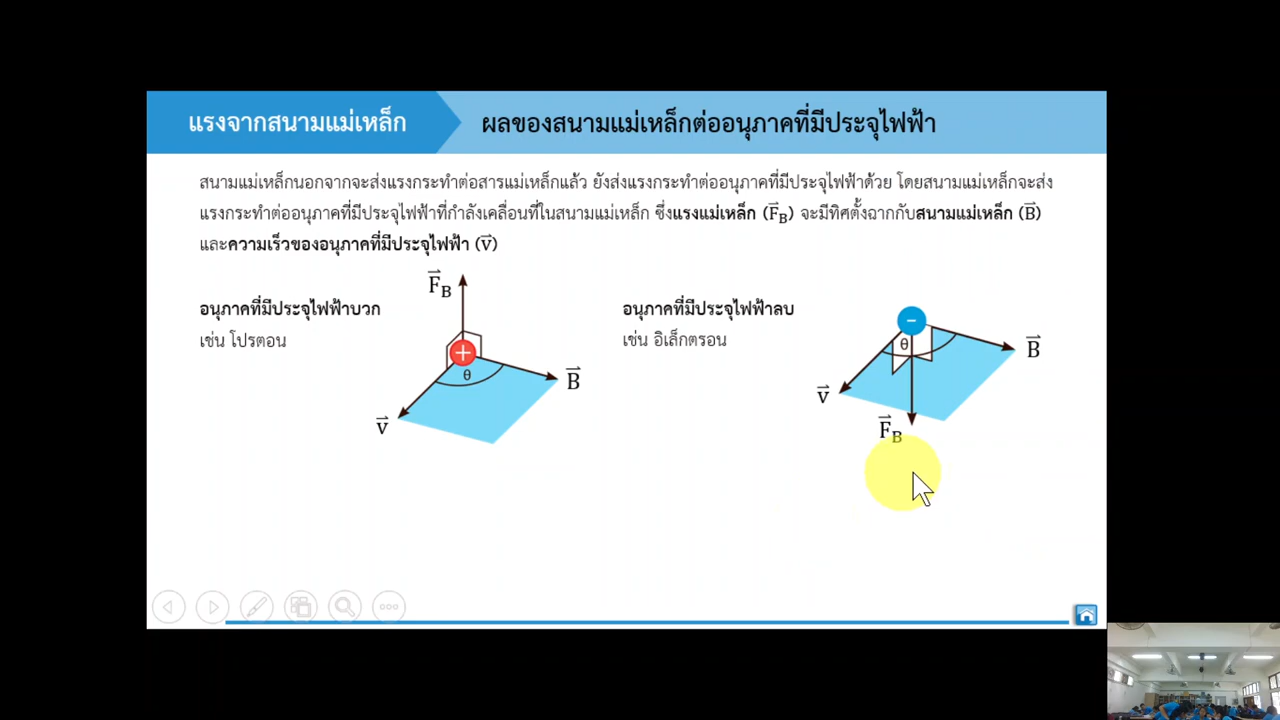 แรงจากสนามแม่เหล็ก
ผลของสนามแม่เหล็กต่ออนุภาคที่มีประจุไฟฟ้า
สนามแม่เหล็กนอกจากจะส่งแรงกระทำต่อสารแม่เหล็กแล้ว ยังส่งแรงกระทำต่ออนุภาคที่มีประจุไฟฟ้าด้วย โดยสนามแม่เหล็กจะส่ง
แรงกระทำต่ออนุภาคที่มีประจุไฟฟ้าที่กำลังเคลื่อนที่ในสนามแม่เหล็ก ซึ่งแรงแม่เหล็ก (F⃗B) จะมีทิศตั้งฉากกับสนามแม่เหล็ก (B⃗)
และความเร็วของอนุภาคที่มีประจุไฟฟ้า (v⃗)
อนุภาคที่มีประจุไฟฟ้าบวก
เช่น โปรตอน
F⃗B
+
θ
B⃗
v⃗
อนุภาคที่มีประจุไฟฟ้าลบ
เช่น อิเล็กตรอน
-
θ
B⃗
v⃗
F⃗B